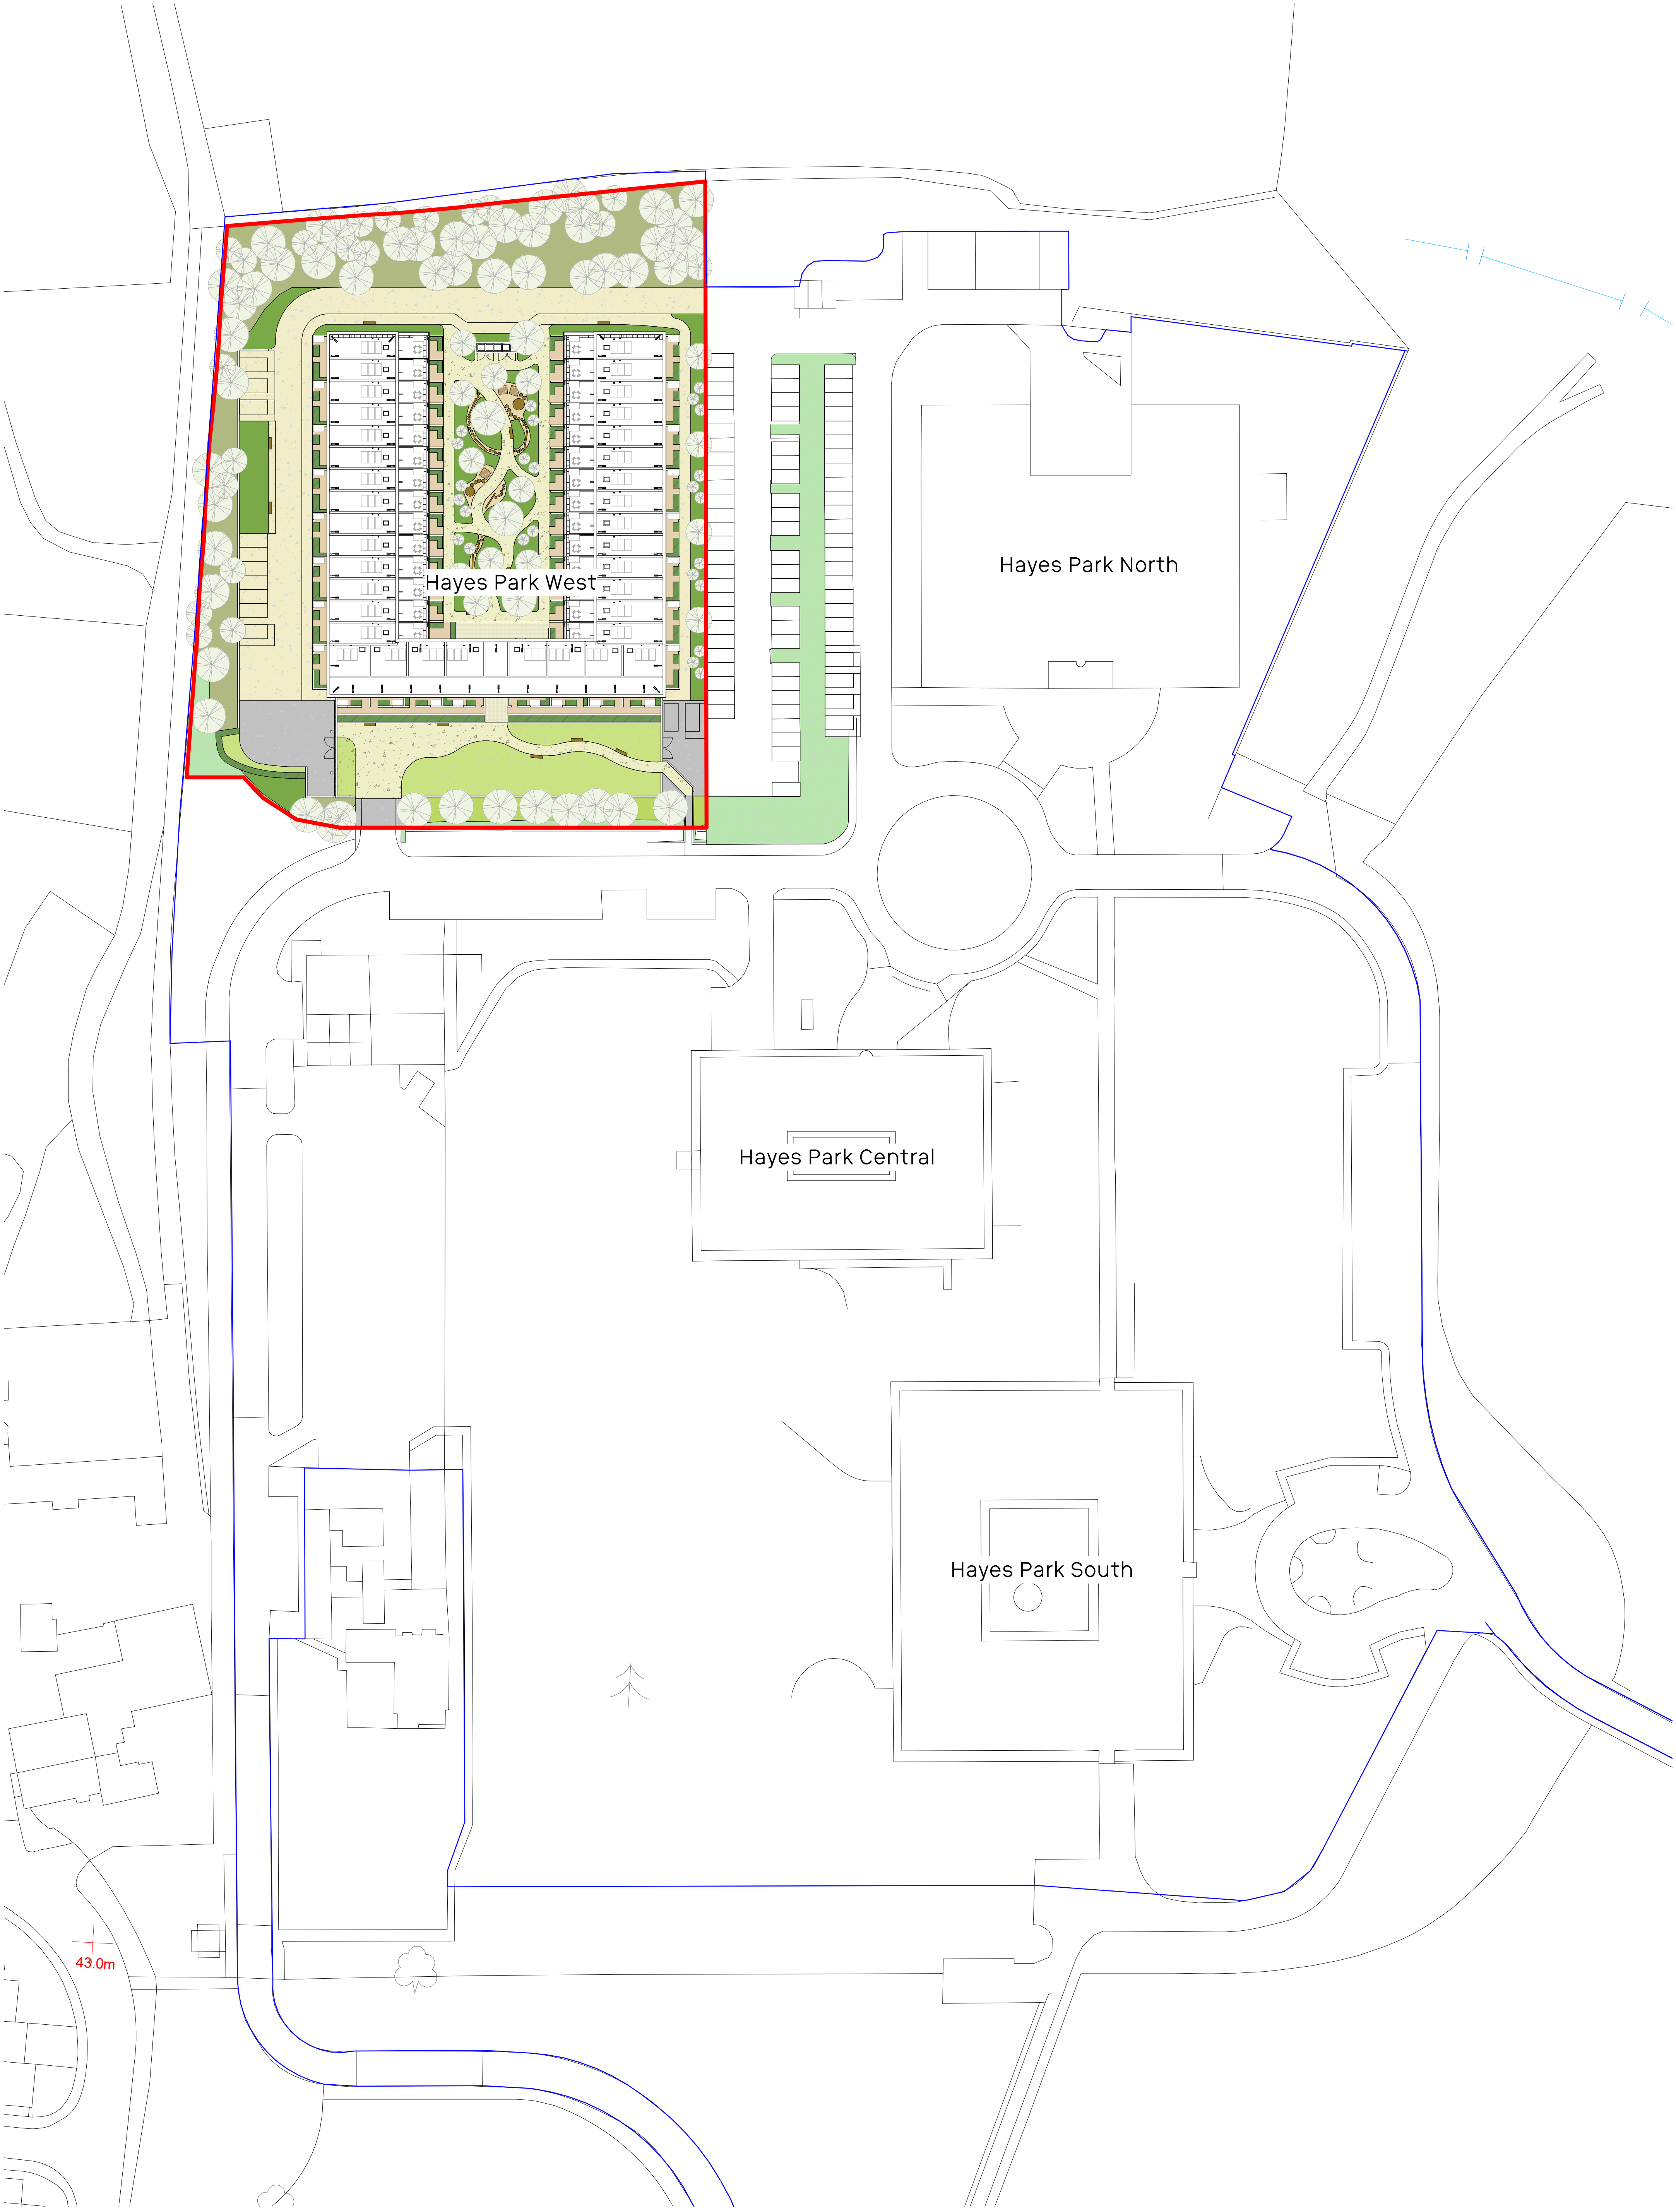 Hayes Park North
Hayes Park West
Hayes Park Central
Hayes Park South
43.0m